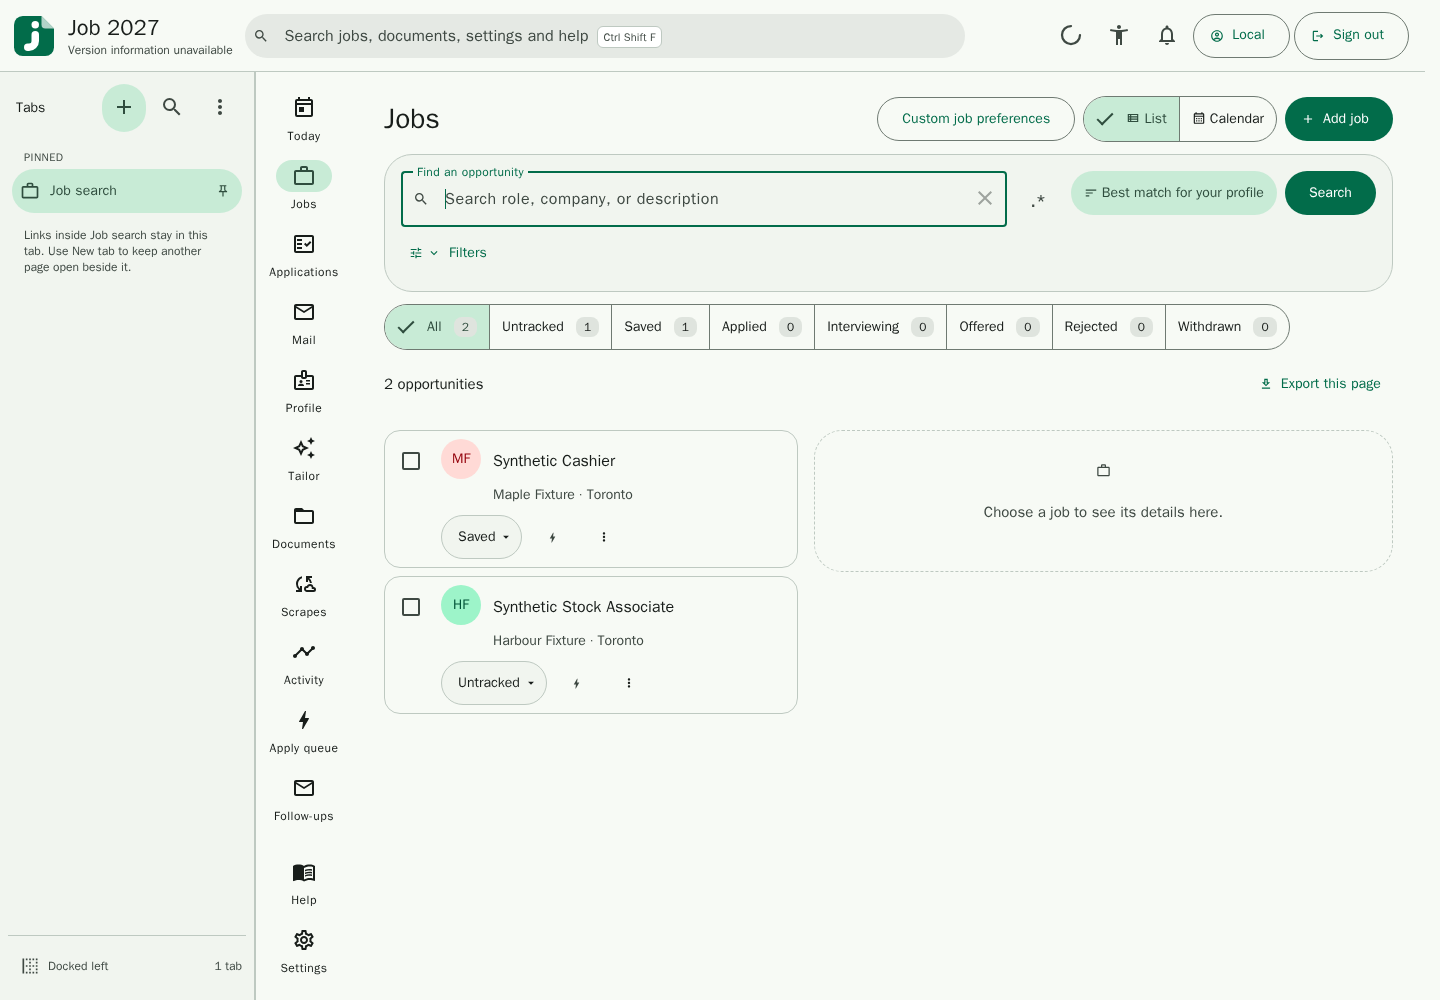 Job 2027
Version information unavailable
Search jobs, documents, settings and help
Ctrl Shift F
Local
Sign out
Tabs
PINNED
Job search
Links inside Job search stay in this
tab. Use New tab to keep another
page open beside it.
Docked left
1 tab
Today
Jobs
Applications
Mail
Profile
Tailor
Documents
Scrapes
Activity
Apply queue
Follow-ups
Help
Settings
Jobs
Custom job preferences
List
Calendar
Add job
Find an opportunity
Search role, company, or description
.*
Best match for your profile
Search
Filters
All 2
Untracked 1
Saved 1
Applied 0
Interviewing 0
Offered 0
Rejected 0
Withdrawn 0
2 opportunities
Export this page
MF
Synthetic Cashier
Maple Fixture · Toronto
Saved
HF
Synthetic Stock Associate
Harbour Fixture · Toronto
Untracked
Choose a job to see its details here.